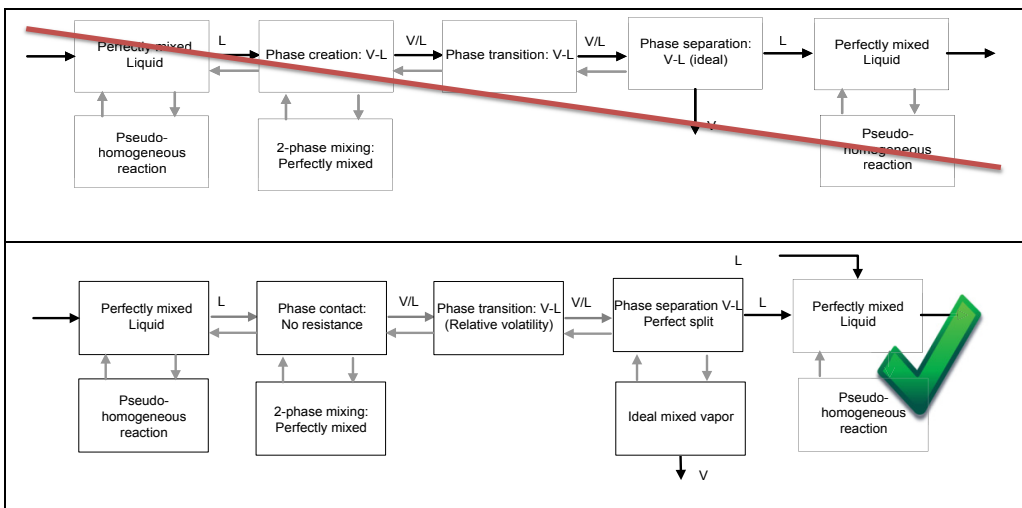 Perfectly mixed
Liquid
L
Phase creation: V-L
V/L
Phase transition: V-L
V/L
Phase separation:
V-L (ideal)
L
Perfectly mixed
Liquid
V
Pseudo-
homogeneous
reaction
2-phase mixing:
Perfectly mixed
Pseudo-
homogeneous
reaction
L
Perfectly mixed
Liquid
L
Phase contact:
No resistance
V/L
Phase transition: V-L
(Relative volatility)
V/L
Phase separation V-L
Perfect split
L
Perfectly mixed
Liquid
Pseudo-
homogeneous
reaction
2-phase mixing:
Perfectly mixed
Ideal mixed vapor
Pseudo-
homogeneous
reaction
V